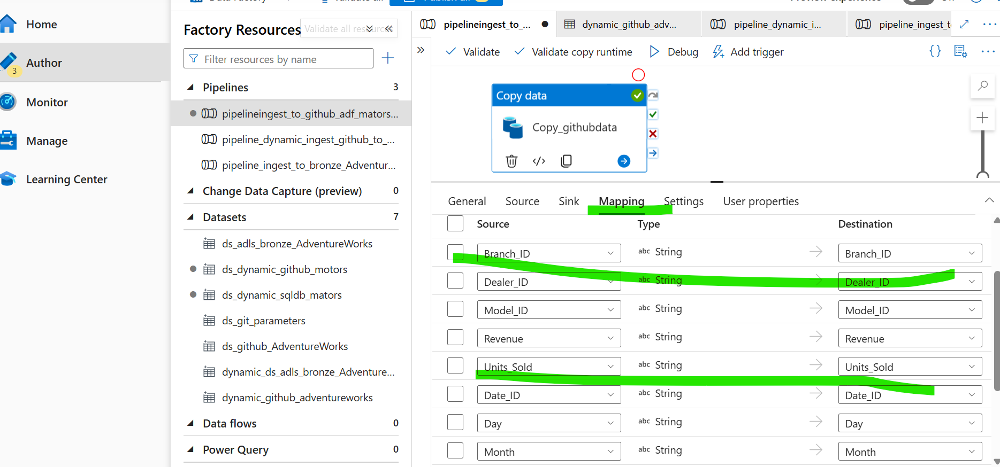 Home
Author
3
Monitor
Manage
Learning Center
Factory Resources
Validate all resources
Filter resources by name
Pipelines 3
pipelineingest_to_github_adf_mators...
pipeline_dynamic_ingest_github_to_...
pipeline_ingest_to_bronze_Adventur...
Change Data Capture (preview) 0
Datasets 7
ds_adls_bronze_AdventureWorks
ds_dynamic_github_motors
ds_dynamic_sqldb_mators
ds_git_parameters
ds_github_AdventureWorks
dynamic_ds_adls_bronze_Adventure...
dynamic_github_adventureworks
Data flows 0
Power Query 0
pipelineingest_to_... dynamic_github_adv... pipeline_dynamic_i... pipeline_ingest_t
Validate Validate copy runtime Debug Add trigger
Copy data
Copy_githubdata
General Source Sink Mapping Settings User properties
Source Type Destination
Branch_ID abc String Branch_ID
Dealer_ID abc String Dealer_ID
Model_ID abc String Model_ID
Revenue abc String Revenue
Units_Sold abc String Units_Sold
Date_ID abc String Date_ID
Day abc String Day
Month abc String Month